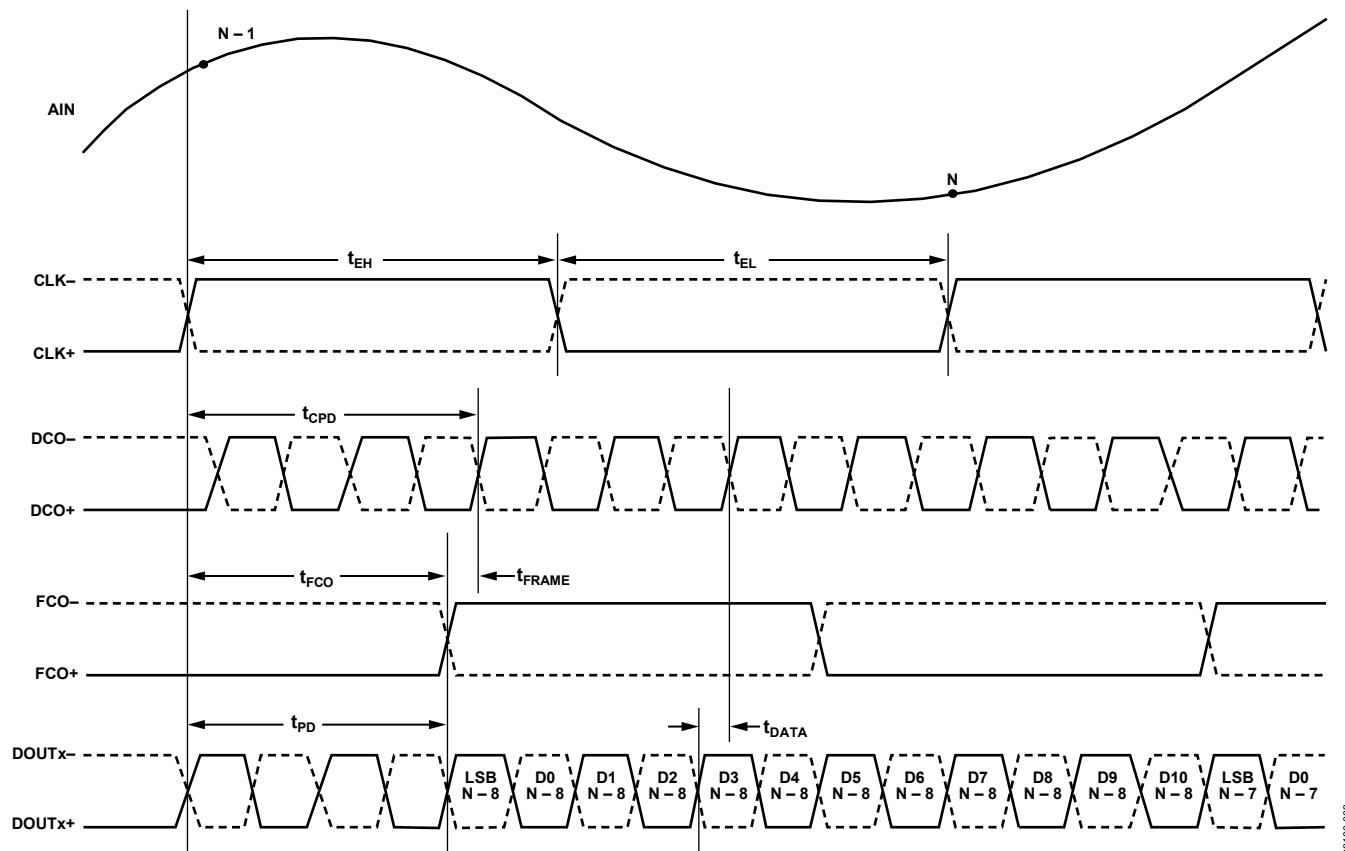 N – 1
AIN
N
tEH
tEL
CLK–
CLK+
tCPD
DCO–
DCO+
tFCO
tFRAME
FCO–
FCO+
tPD
tDATA
DOUTx–
LSB D0 D1 D2 D3 D4 D5 D6 D7 D8 D9 D10 LSB D0
N – 8 N – 8 N – 8 N – 8 N – 8 N – 8 N – 8 N – 8 N – 8 N – 8 N – 8 N – 8 N – 7 N – 7
DOUTx+